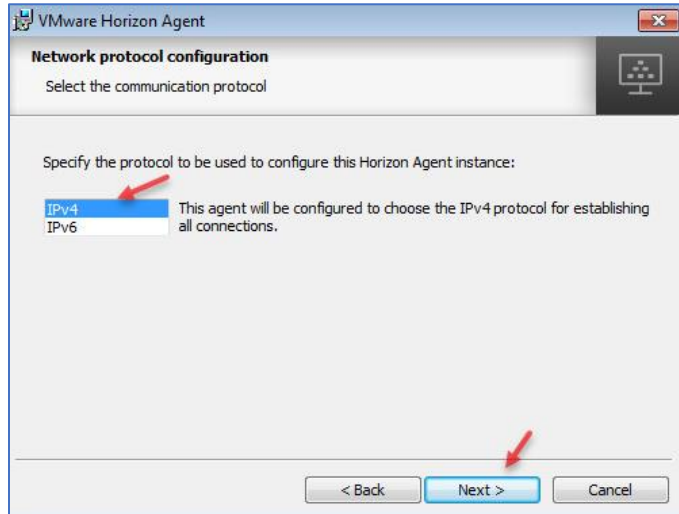 VMware Horizon Agent
Network protocol configuration
Select the communication protocol
Specify the protocol to be used to configure this Horizon Agent instance:
IPv4
IPv6
This agent will be configured to choose the IPv4 protocol for establishing
all connections.
< Back
Next >
Cancel